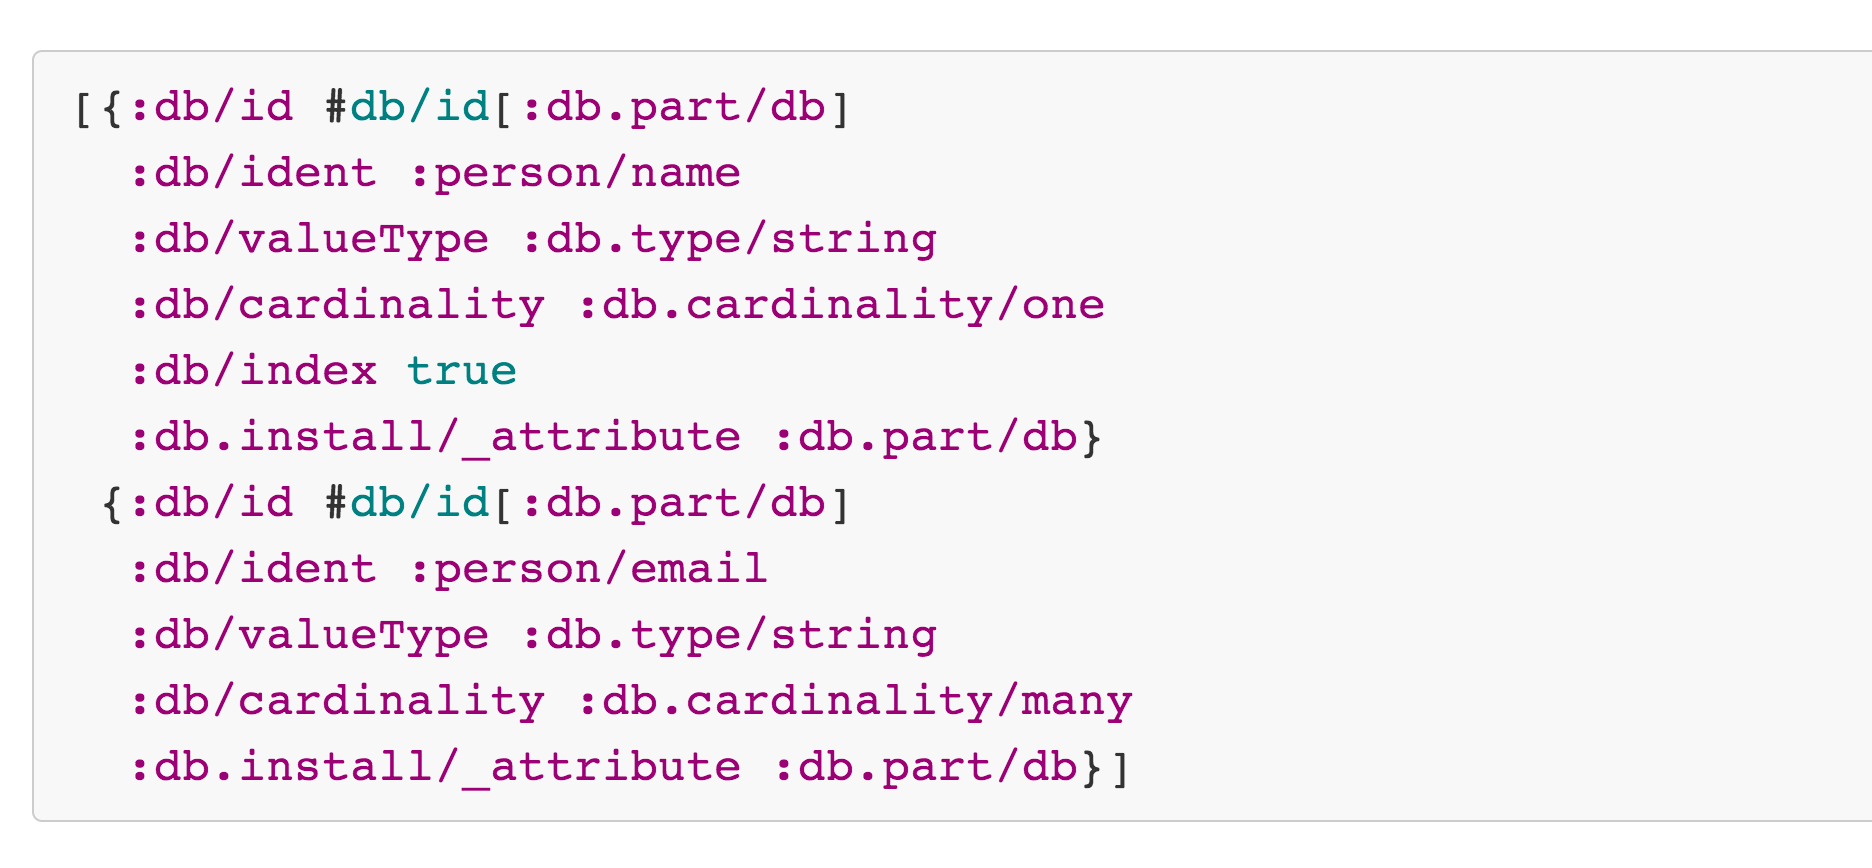 [{:db/id #db/id[:db.part/db]
:db/ident :person/name
:db/valueType :db.type/string
:db/cardinality :db.cardinality/one
:db/index true
:db.install/_attribute :db.part/db}
{:db/id #db/id[:db.part/db]
:db/ident :person/email
:db/valueType :db.type/string
:db/cardinality :db.cardinality/many
:db.install/_attribute :db.part/db}]